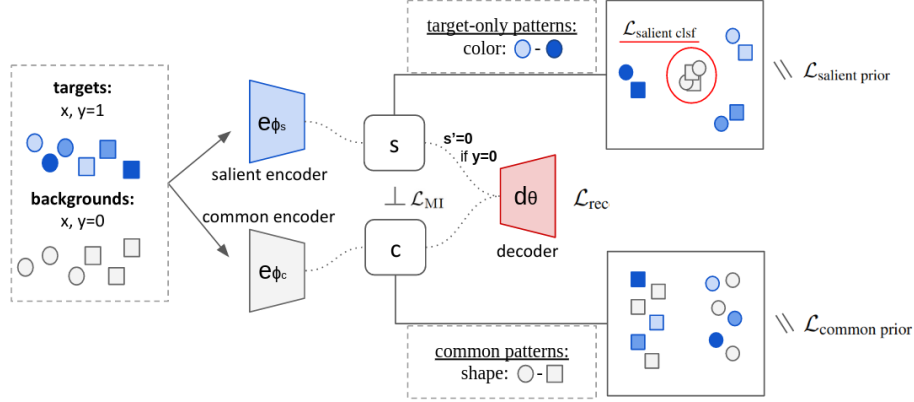 targets:
x, y=1
backgrounds:
x, y=0
eϕs
salient encoder
common encoder
eϕc
target-only patterns:
color: -
s
s'=0
if y=0
⊥ ℒMI
c
dθ
decoder
ℒrec
common patterns:
shape: -
ℒsalient clsf
\\ ℒsalient prior
\\ ℒcommon prior